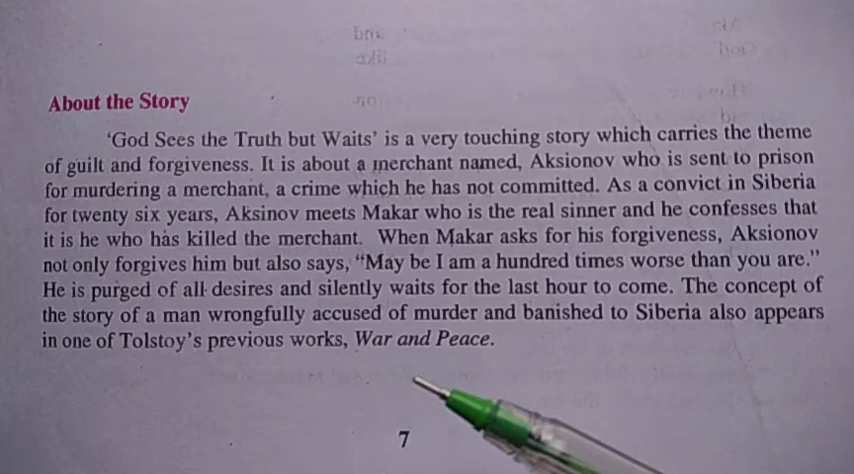 About the Story
'God Sees the Truth but Waits' is a very touching story which carries the theme
of guilt and forgiveness. It is about a merchant named, Aksionov who is sent to prison
for murdering a merchant, a crime which he has not committed. As a convict in Siberia
for twenty six years, Aksinov meets Makar who is the real sinner and he confesses that
it is he who has killed the merchant. When Makar asks for his forgiveness, Aksionov
not only forgives him but also says, "May be I am a hundred times worse than you are."
He is purged of all desires and silently waits for the last hour to come. The concept of
the story of a man wrongfully accused of murder and banished to Siberia also appears
in one of Tolstoy's previous works, War and Peace.
7